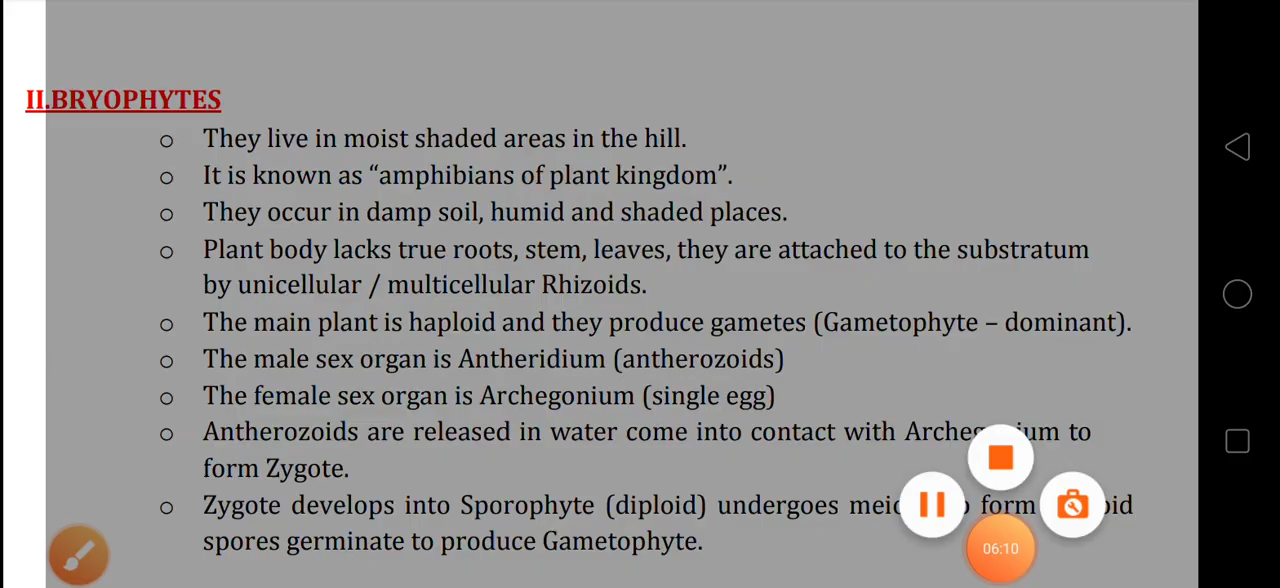 II.BRYOPHYTES
o They live in moist shaded areas in the hill.
o It is known as “amphibians of plant kingdom”.
o They occur in damp soil, humid and shaded places.
o Plant body lacks true roots, stem, leaves, they are attached to the substratum
by unicellular / multicellular Rhizoids.
o The main plant is haploid and they produce gametes (Gametophyte – dominant).
o The male sex organ is Antheridium (antherozoids)
o The female sex organ is Archegonium (single egg)
o Antherozoids are released in water come into contact with to
form Zygote.
o Zygote develops into Sporophyte (diploid) undergoes form
spores germinate to produce Gametophyte.
06:10